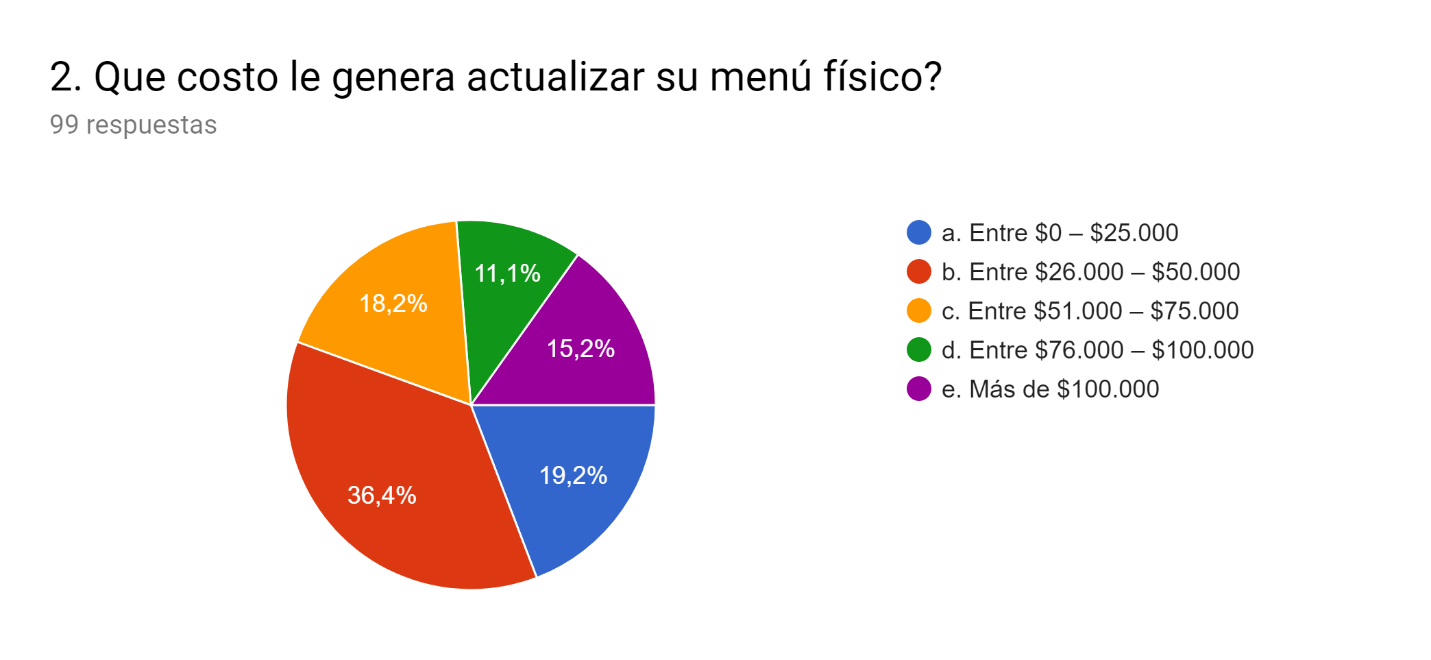 2. Que costo le genera actualizar su menú físico?
99 respuestas
11,1%
18,2%
15,2%
19,2%
36,4%
a. Entre $0 – $25.000
b. Entre $26.000 – $50.000
c. Entre $51.000 – $75.000
d. Entre $76.000 – $100.000
e. Más de $100.000